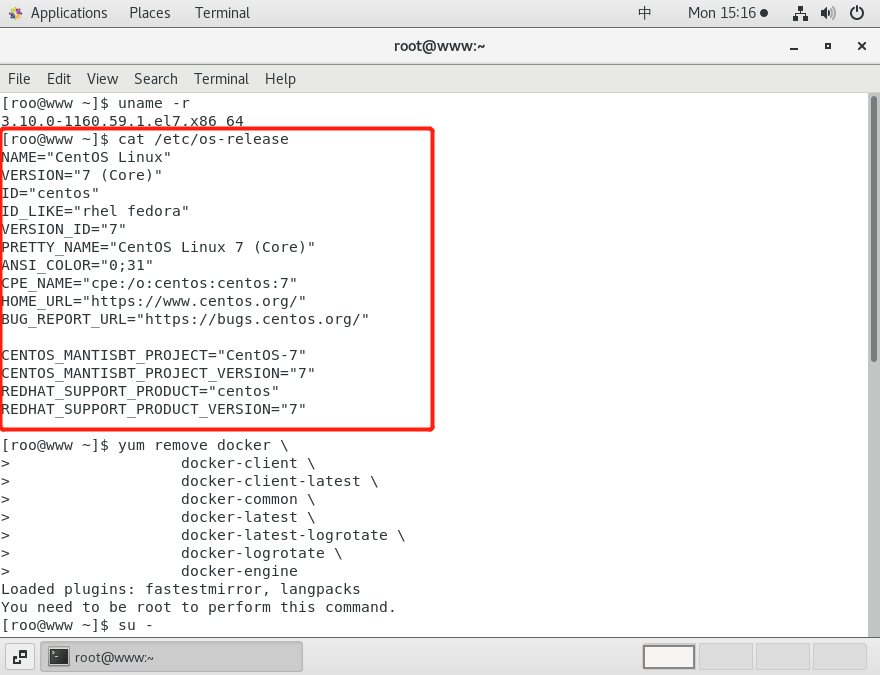 Applications Places Terminal 中 Mon 15:16
root@www:~
File Edit View Search Terminal Help
[roo@www ~]$ uname -r
3.10.0-1160.59.1.el7.x86_64
[roo@www ~]$ cat /etc/os-release
NAME="CentOS Linux"
VERSION="7 (Core)"
ID="centos"
ID_LIKE="rhel fedora"
VERSION_ID="7"
PRETTY_NAME="CentOS Linux 7 (Core)"
ANSI_COLOR="0;31"
CPE_NAME="cpe:/o:centos:centos:7"
HOME_URL="https://www.centos.org/"
BUG_REPORT_URL="https://bugs.centos.org/"
CENTOS_MANTISBT_PROJECT="CentOS-7"
CENTOS_MANTISBT_PROJECT_VERSION="7"
REDHAT_SUPPORT_PRODUCT="centos"
REDHAT_SUPPORT_PRODUCT_VERSION="7"
[roo@www ~]$ yum remove docker \
> docker-client \
> docker-client-latest \
> docker-common \
> docker-latest \
> docker-latest-logrotate \
> docker-logrotate \
> docker-engine
Loaded plugins: fastestmirror, langpacks
You need to be root to perform this command.
[roo@www ~]$ su -
root@www:~